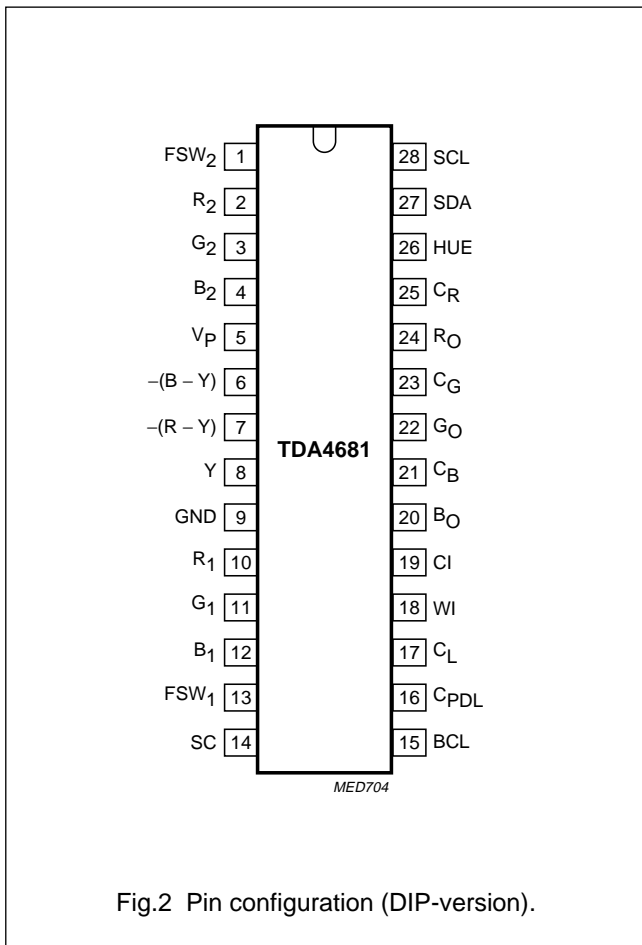 FSW2 1 28 SCL
R2 2 27 SDA
G2 3 26 HUE
B2 4 25 CR
VP 5 24 RO
−(B − Y) 6 23 CG
−(R − Y) 7 22 GO
TDA4681
Y 8 21 CB
GND 9 20 BO
R1 10 19 CI
G1 11 18 WI
B1 12 17 CL
FSW1 13 16 CPDL
SC 14 15 BCL
MED704
Fig.2 Pin configuration (DIP-version).